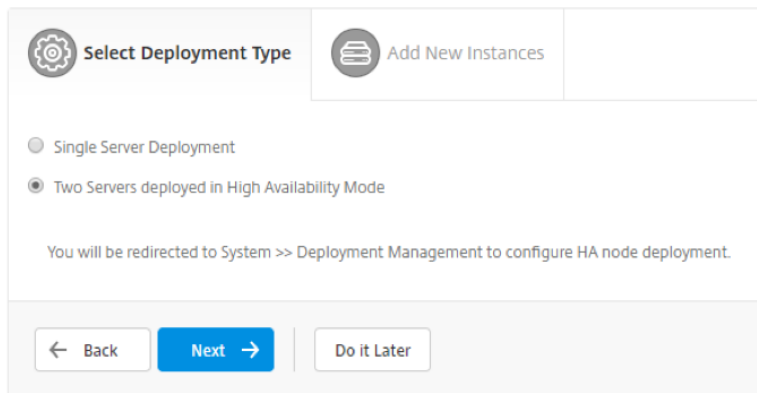 Select Deployment Type
Add New Instances
Single Server Deployment
Two Servers deployed in High Availability Mode
You will be redirected to System >> Deployment Management to configure HA node deployment.
Back
Next
Do it Later